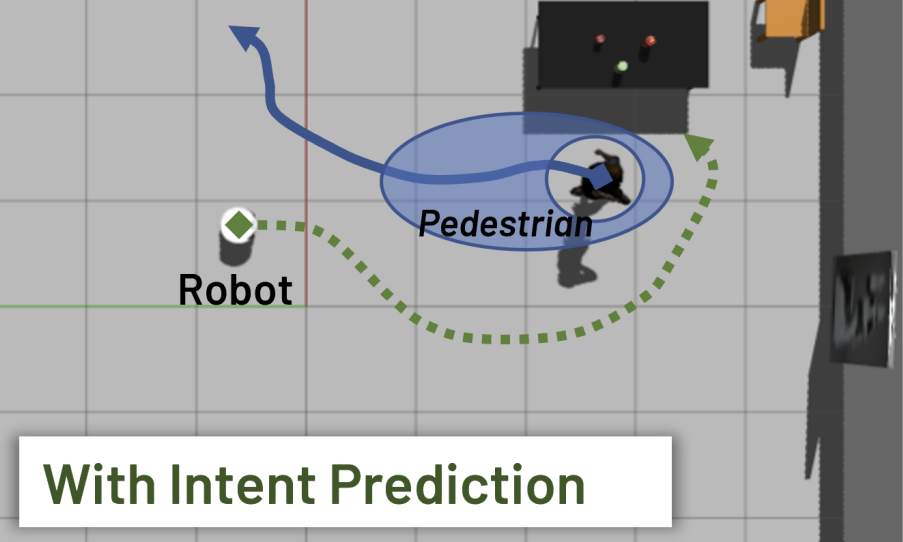 Pedestrian
Robot
With Intent Prediction